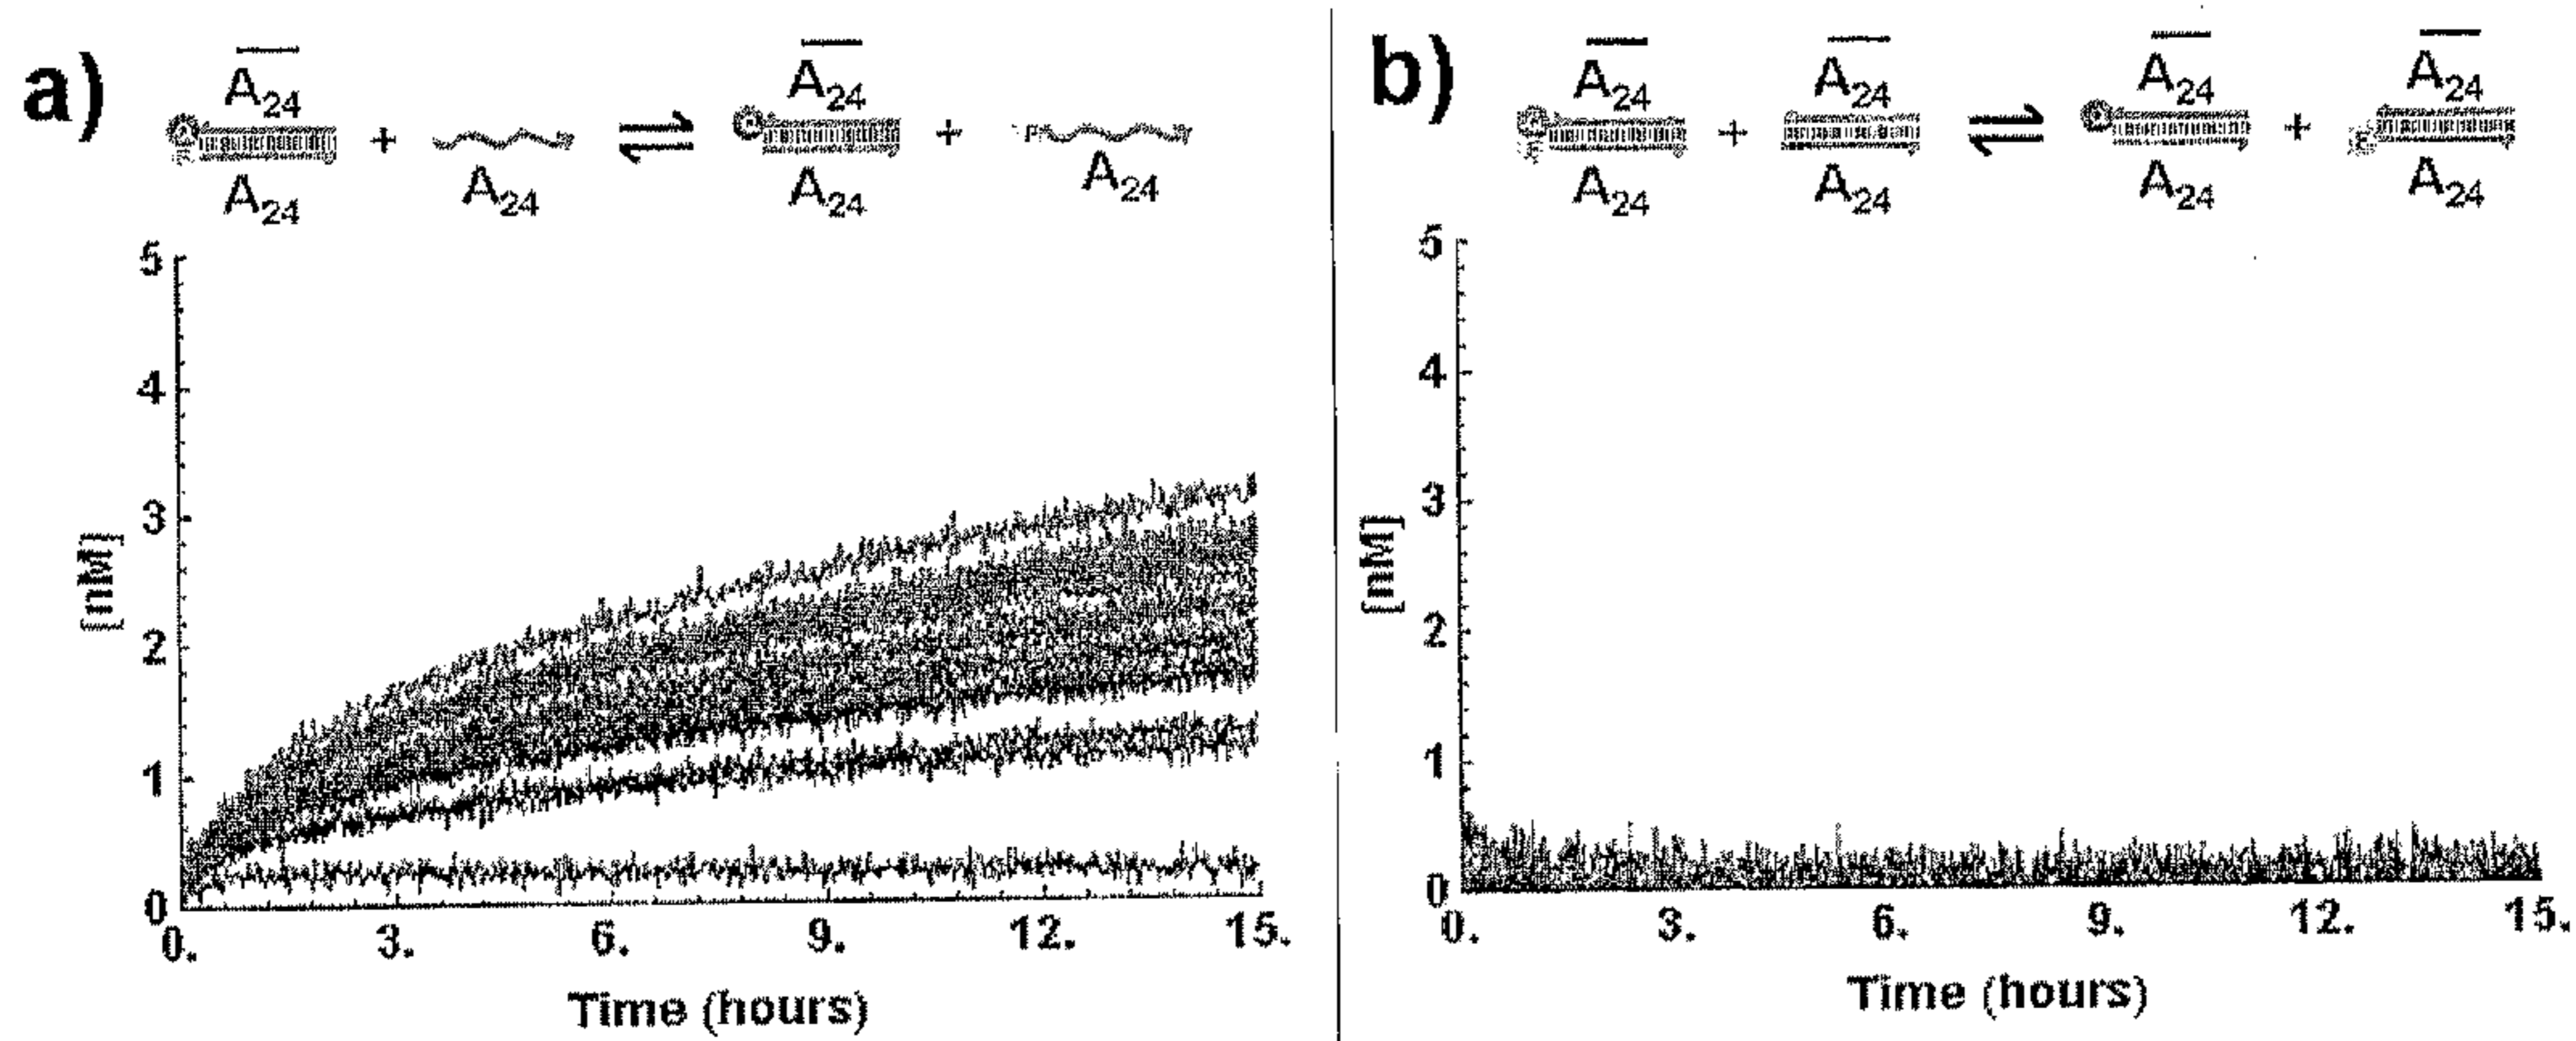 a)
A24 + A24 ⇌ A24 + A24
A24 A24
b)
A24 + A24 ⇌ A24 + A24
A24 A24 A24 A24
5
4
3
2
1
0
[nM]
0. 3. 6. 9. 12. 15.
Time (hours)
5
4
3
2
1
0
[nM]
0. 3. 6. 9. 12. 15.
Time (hours)